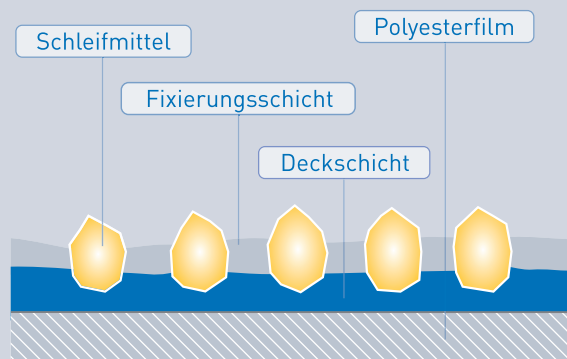 Polyesterfilm
Schleifmittel
Fixierungsschicht
Deckschicht